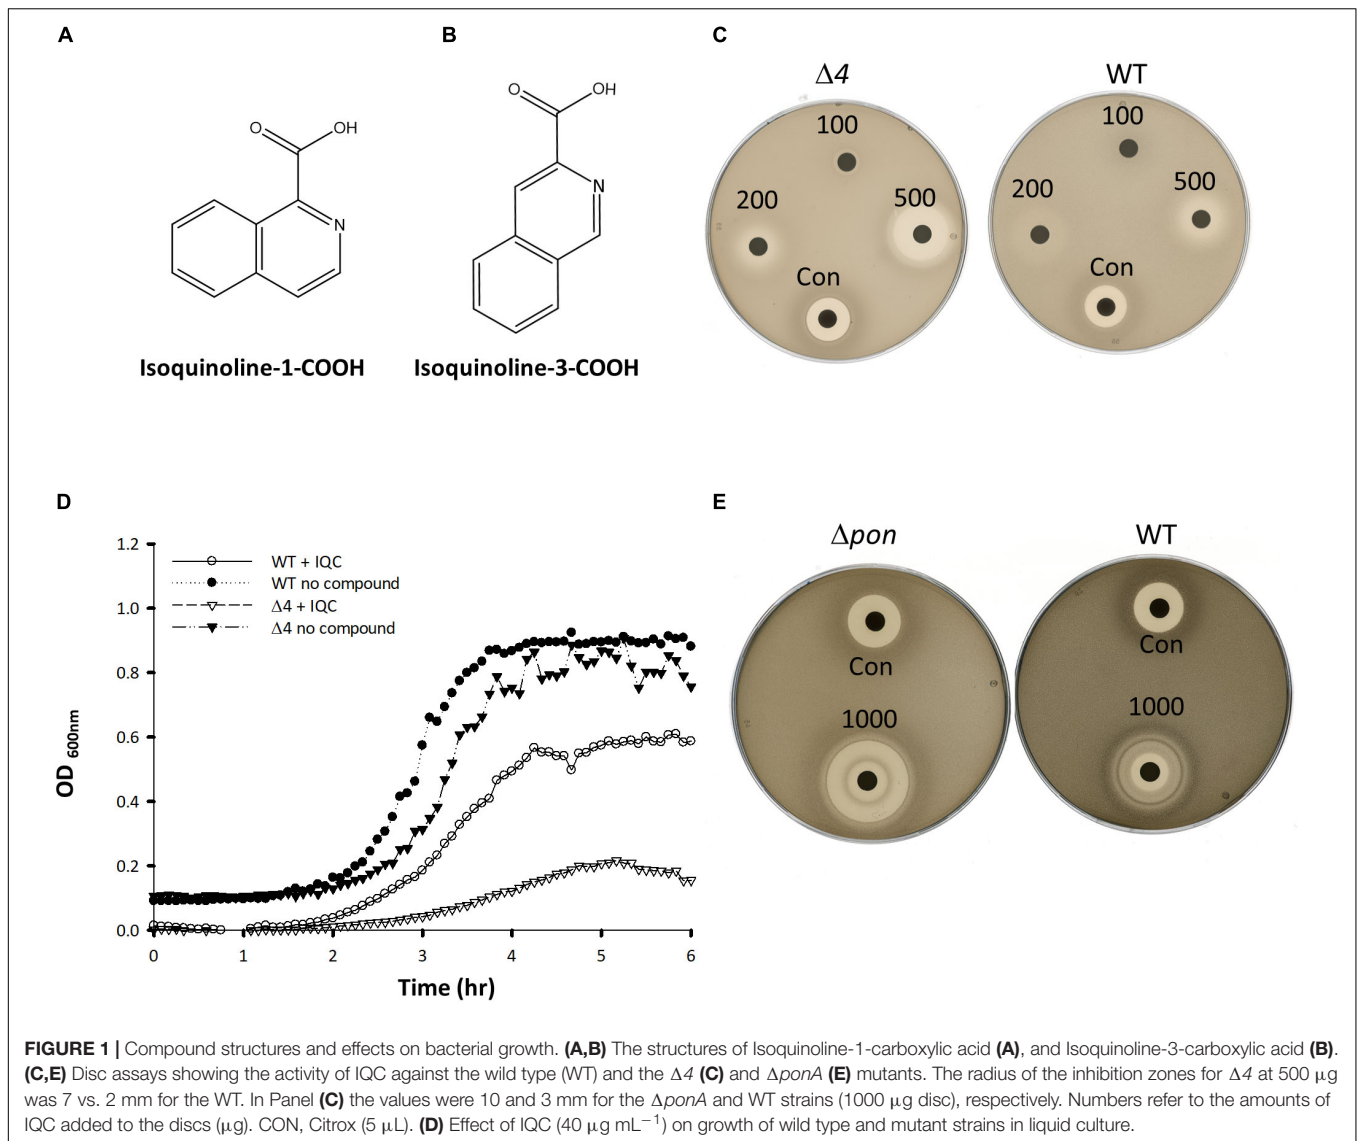 A
B
C
O
OH
N
Isoquinoline-1-COOH
O
OH
N
Isoquinoline-3-COOH
Δ4
100
200
500
Con
WT
100
200
500
Con
D
E
OD 600nm
1.2
1.0
0.8
0.6
0.4
0.2
0.0
WT + IQC
WT no compound
Δ4 + IQC
Δ4 no compound
0 1 2 3 4 5 6
Time (hr)
Δpon
Con
1000
WT
Con
1000
FIGURE 1 | Compound structures and effects on bacterial growth. (A,B) The structures of Isoquinoline-1-carboxylic acid (A), and Isoquinoline-3-carboxylic acid (B).
(C,E) Disc assays showing the activity of IQC against the wild type (WT) and the Δ4 (C) and ΔponA (E) mutants. The radius of the inhibition zones for Δ4 at 500 μg
was 7 vs. 2 mm for the WT. In Panel (C) the values were 10 and 3 mm for the ΔponA and WT strains (1000 μg disc), respectively. Numbers refer to the amounts of
IQC added to the discs (μg). CON, Citrox (5 μL). (D) Effect of IQC (40 μg mL−1) on growth of wild type and mutant strains in liquid culture.